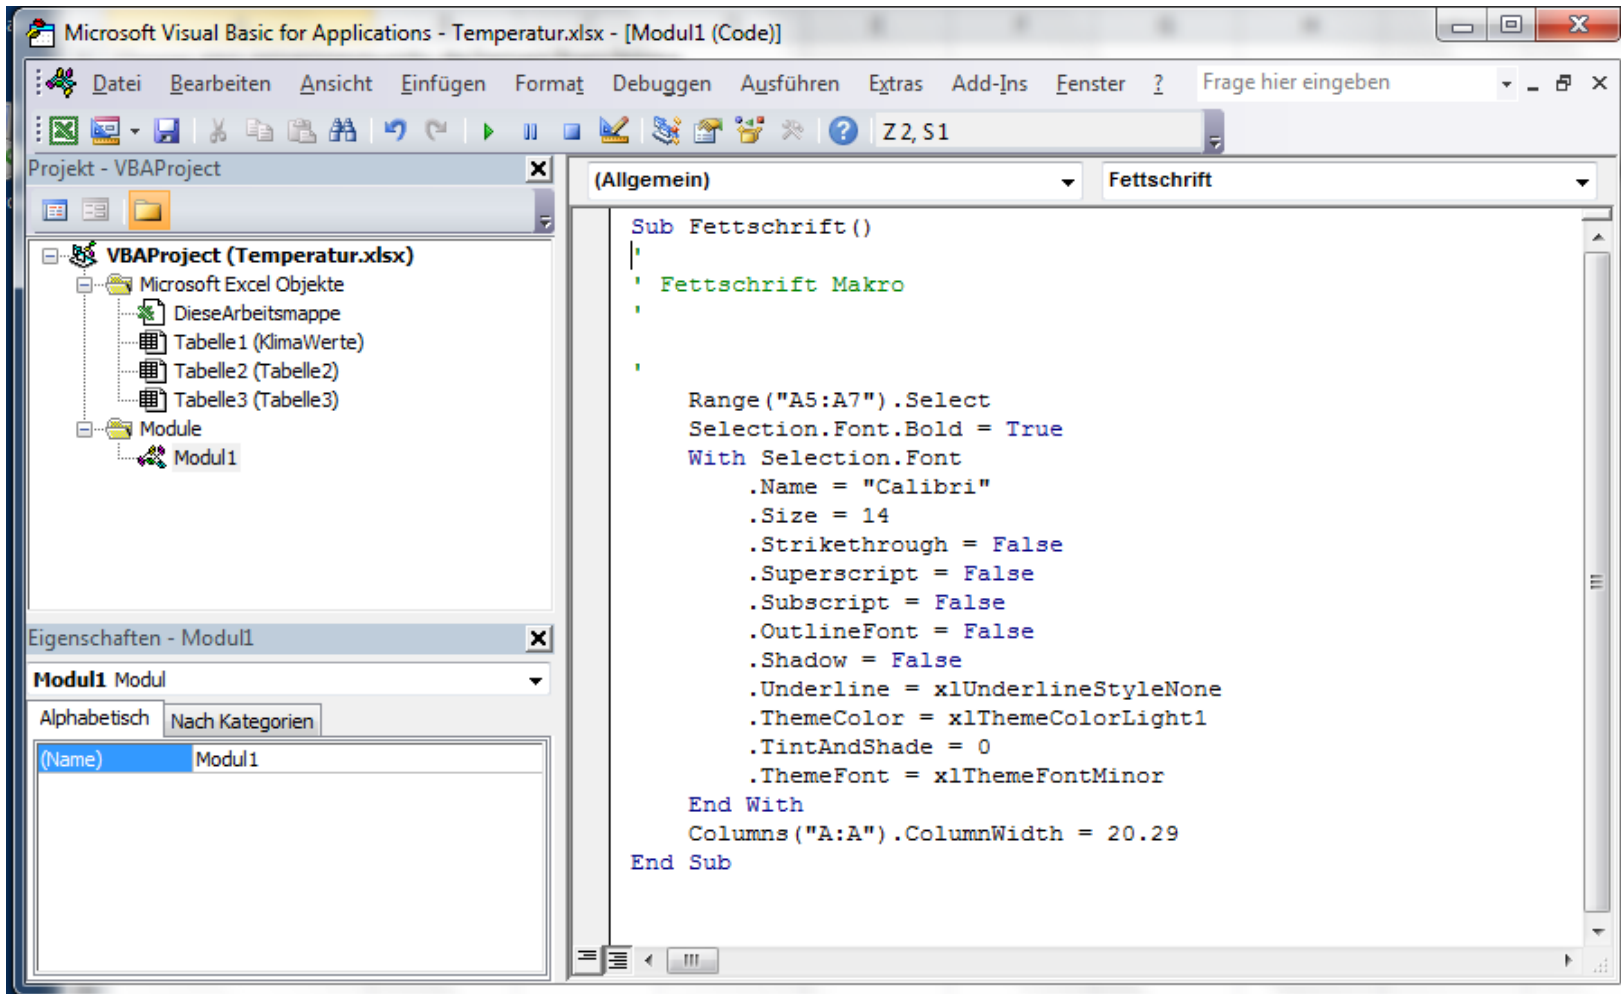 Microsoft Visual Basic for Applications - Temperatur.xlsx - [Modul1 (Code)]
Datei Bearbeiten Ansicht Einfügen Format Debuggen Ausführen Extras Add-Ins Fenster ? Frage hier eingeben
Z 2, S 1
Projekt - VBAProject
VBAProject (Temperatur.xlsx)
Microsoft Excel Objekte
DieseArbeitsmappe
Tabelle1 (KlimaWerte)
Tabelle2 (Tabelle2)
Tabelle3 (Tabelle3)
Module
Modul1
Eigenschaften - Modul1
Modul1 Modul
Alphabetisch Nach Kategorien
(Name) Modul1
(Allgemein) Fettschrift
Sub Fettschrift()
'
' Fettschrift Makro
'
'
Range("A5:A7").Select
Selection.Font.Bold = True
With Selection.Font
.Name = "Calibri"
.Size = 14
.Strikethrough = False
.Superscript = False
.Subscript = False
.OutlineFont = False
.Shadow = False
.Underline = xlUnderlineStyleNone
.ThemeColor = xlThemeColorLight1
.TintAndShade = 0
.ThemeFont = xlThemeFontMinor
End With
Columns("A:A").ColumnWidth = 20.29
End Sub